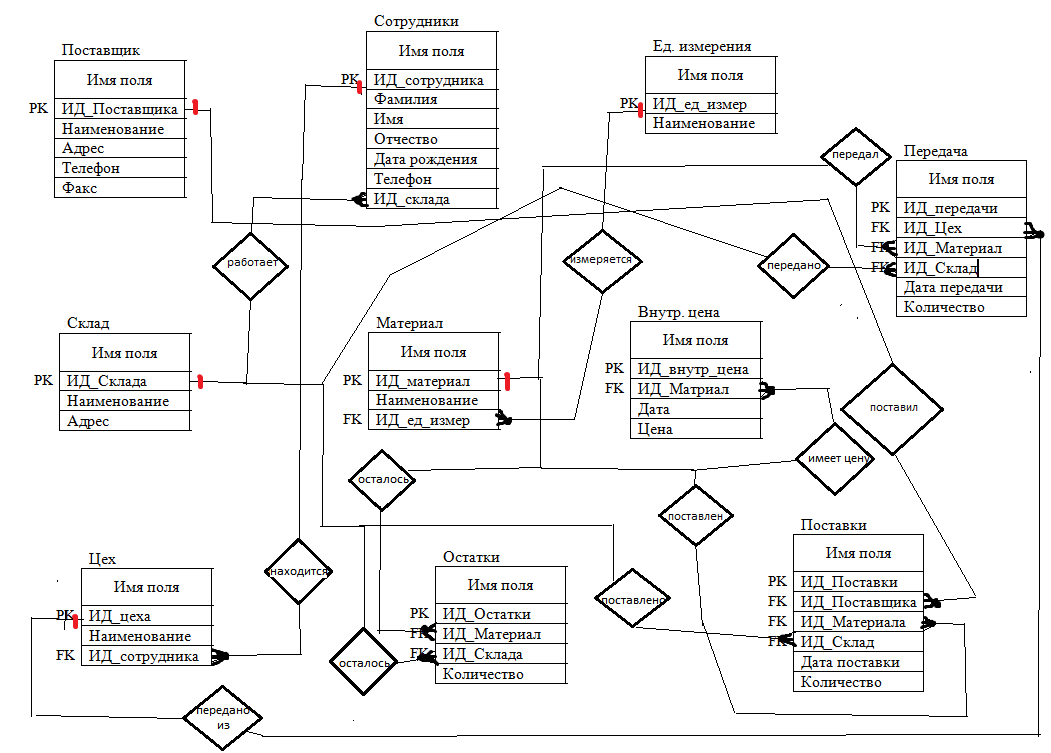 Поставщик
Имя поля
PK ИД_Поставщика
Наименование
Адрес
Телефон
Факс
Сотрудники
Имя поля
PK ИД_сотрудника
Фамилия
Имя
Отчество
Дата рождения
Телефон
ИД_склада
Ед. измерения
Имя поля
PK ИД_ед_измер
Наименование
передал
Передача
Имя поля
PK ИД_передачи
FK ИД_Цех
FK ИД_Материал
FK ИД_Склад
Дата передачи
Количество
работает
измеряется
передано
Склад
Имя поля
PK ИД_Склада
Наименование
Адрес
Материал
Имя поля
PK ИД_материал
Наименование
FK ИД_ед_измер
Внутр. цена
Имя поля
PK ИД_внутр_цена
FK ИД_Матриал
Дата
Цена
поставил
имеет цену
осталось
поставлен
Цех
Имя поля
PK ИД_цеха
Наименование
FK ИД_сотрудника
находится
Остатки
Имя поля
PK ИД_Остатки
FK ИД_Материал
FK ИД_Склада
Количество
осталось
поставлено
Поставки
Имя поля
PK ИД_Поставки
FK ИД_Поставщика
FK ИД_Материала
FK ИД_Склад
Дата поставки
Количество
передано
из